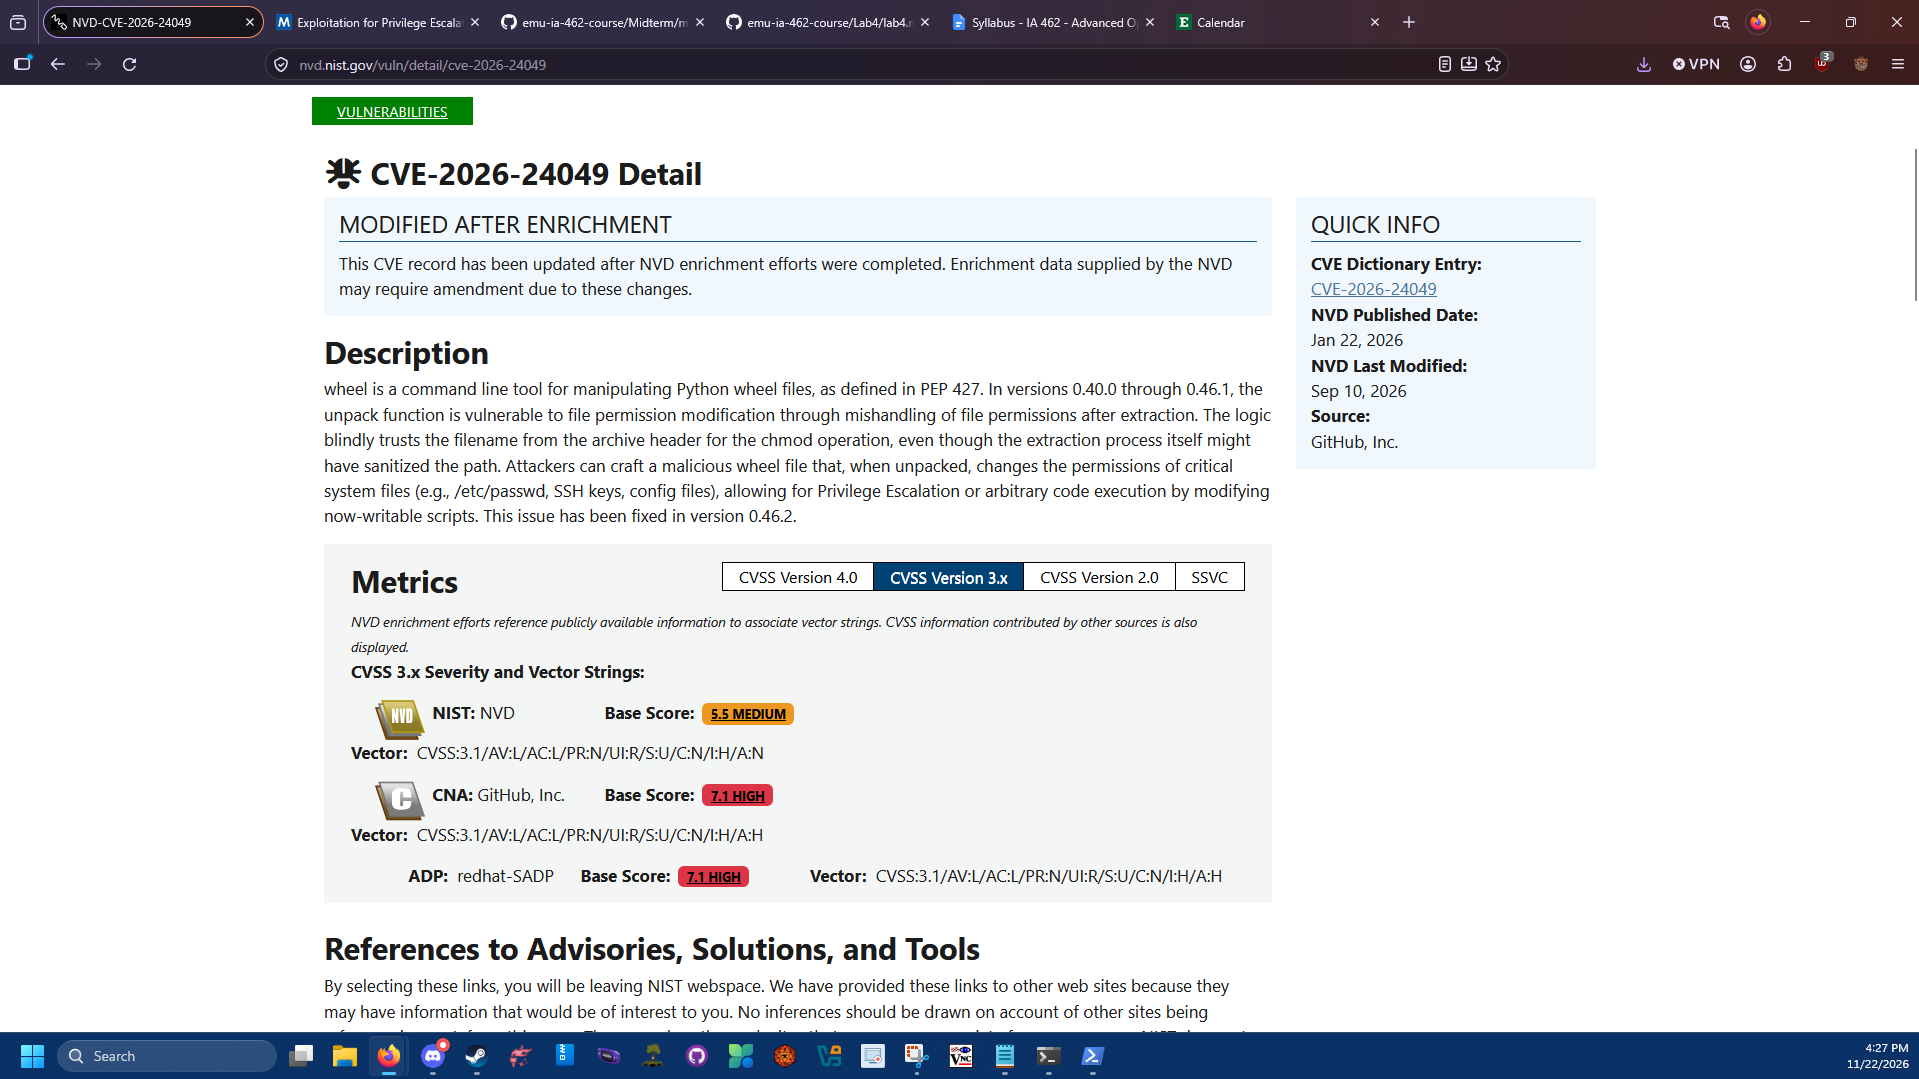 NVD-CVE-2026-24049
Exploitation for Privilege Escala
emu-ia-462-course/Midterm/m
emu-ia-462-course/Lab4/lab4.r
Syllabus - IA 462 - Advanced O
Calendar
nvd.nist.gov/vuln/detail/cve-2026-24049
VPN
3
VULNERABILITIES
CVE-2026-24049 Detail
MODIFIED AFTER ENRICHMENT
This CVE record has been updated after NVD enrichment efforts were completed. Enrichment data supplied by the NVD
may require amendment due to these changes.
QUICK INFO
CVE Dictionary Entry:
CVE-2026-24049
NVD Published Date:
Jan 22, 2026
NVD Last Modified:
Sep 10, 2026
Source:
GitHub, Inc.
Description
wheel is a command line tool for manipulating Python wheel files, as defined in PEP 427. In versions 0.40.0 through 0.46.1, the
unpack function is vulnerable to file permission modification through mishandling of file permissions after extraction. The logic
blindly trusts the filename from the archive header for the chmod operation, even though the extraction process itself might
have sanitized the path. Attackers can craft a malicious wheel file that, when unpacked, changes the permissions of critical
system files (e.g., /etc/passwd, SSH keys, config files), allowing for Privilege Escalation or arbitrary code execution by modifying
now-writable scripts. This issue has been fixed in version 0.46.2.
Metrics
CVSS Version 4.0
CVSS Version 3.x
CVSS Version 2.0
SSVC
NVD enrichment efforts reference publicly available information to associate vector strings. CVSS information contributed by other sources is also
displayed.
CVSS 3.x Severity and Vector Strings:
NVD
NIST: NVD
Base Score: 5.5 MEDIUM
Vector: CVSS:3.1/AV:L/AC:L/PR:N/UI:R/S:U/C:N/I:H/A:N
C
CNA: GitHub, Inc.
Base Score: 7.1 HIGH
Vector: CVSS:3.1/AV:L/AC:L/PR:N/UI:R/S:U/C:N/I:H/A:H
ADP: redhat-SADP
Base Score: 7.1 HIGH
Vector: CVSS:3.1/AV:L/AC:L/PR:N/UI:R/S:U/C:N/I:H/A:H
References to Advisories, Solutions, and Tools
By selecting these links, you will be leaving NIST webspace. We have provided these links to other web sites because they
may have information that would be of interest to you. No inferences should be drawn on account of other sites being
Search
4:27 PM
11/22/2026